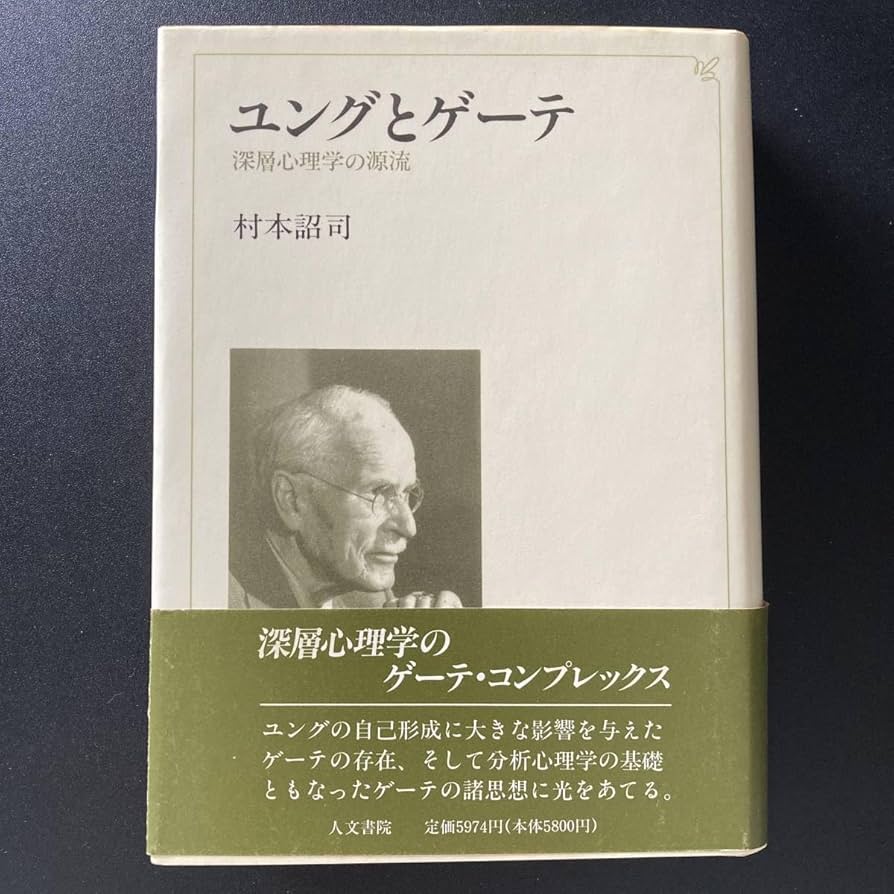 ユングとゲーテ
深層心理学の源流
村本詔司
深層心理学の
ゲーテ・コンプレックス
ユングの自己形成に大きな影響を与えた
ゲーテの存在、そして分析心理学の基礎
ともなったゲーテの諸思想に光をあてる。
人文書院 定価5974円(本体5800円)